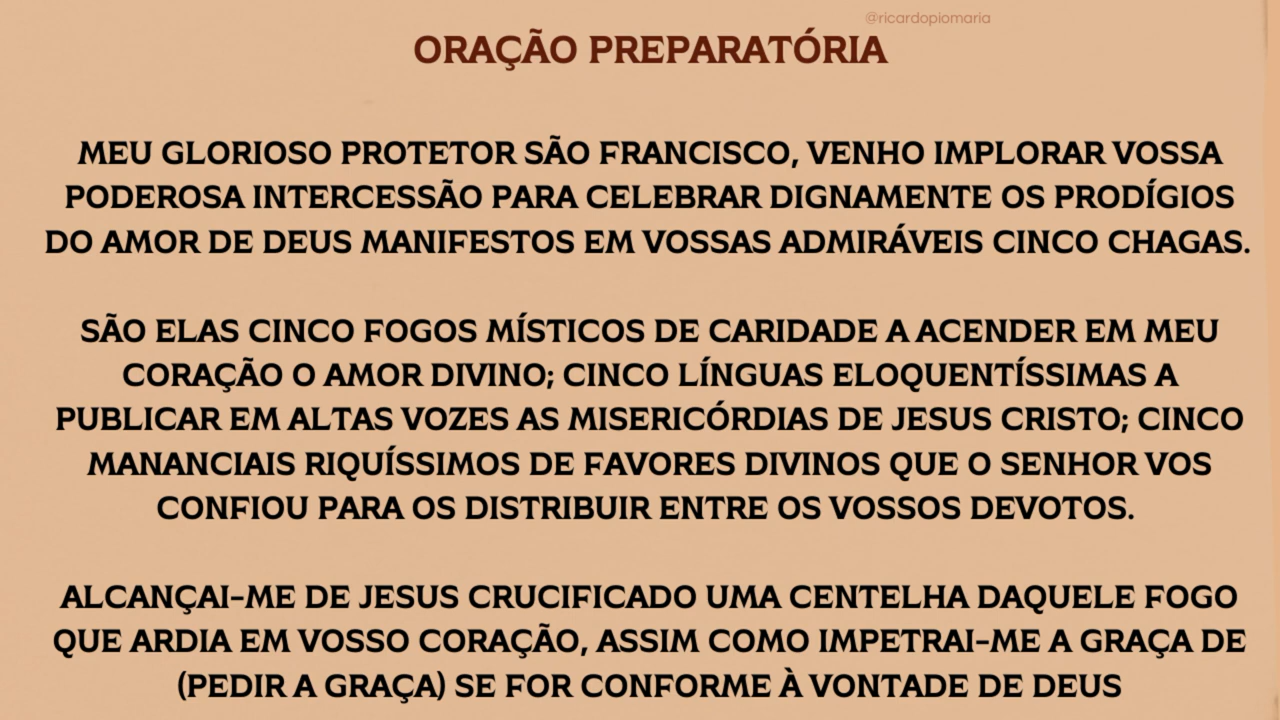 @ricardopiomaria
ORAÇÃO PREPARATÓRIA
MEU GLORIOSO PROTETOR SÃO FRANCISCO, VENHO IMPLORAR VOSSA
PODEROSA INTERCESSÃO PARA CELEBRAR DIGNAMENTE OS PRODÍGIOS
DO AMOR DE DEUS MANIFESTOS EM VOSSAS ADMIRÁVEIS CINCO CHAGAS.
SÃO ELAS CINCO FOGOS MÍSTICOS DE CARIDADE A ACENDER EM MEU
CORAÇÃO O AMOR DIVINO; CINCO LÍNGUAS ELOQUENTÍSSIMAS A
PUBLICAR EM ALTAS VOZES AS MISERICÓRDIAS DE JESUS CRISTO; CINCO
MANANCIAIS RIQUÍSSIMOS DE FAVORES DIVINOS QUE O SENHOR VOS
CONFIOU PARA OS DISTRIBUIR ENTRE OS VOSSOS DEVOTOS.
ALCANÇAI-ME DE JESUS CRUCIFICADO UMA CENTELHA DAQUELE FOGO
QUE ARDIA EM VOSSO CORAÇÃO, ASSIM COMO IMPETRAI-ME A GRAÇA DE
(PEDIR A GRAÇA) SE FOR CONFORME À VONTADE DE DEUS